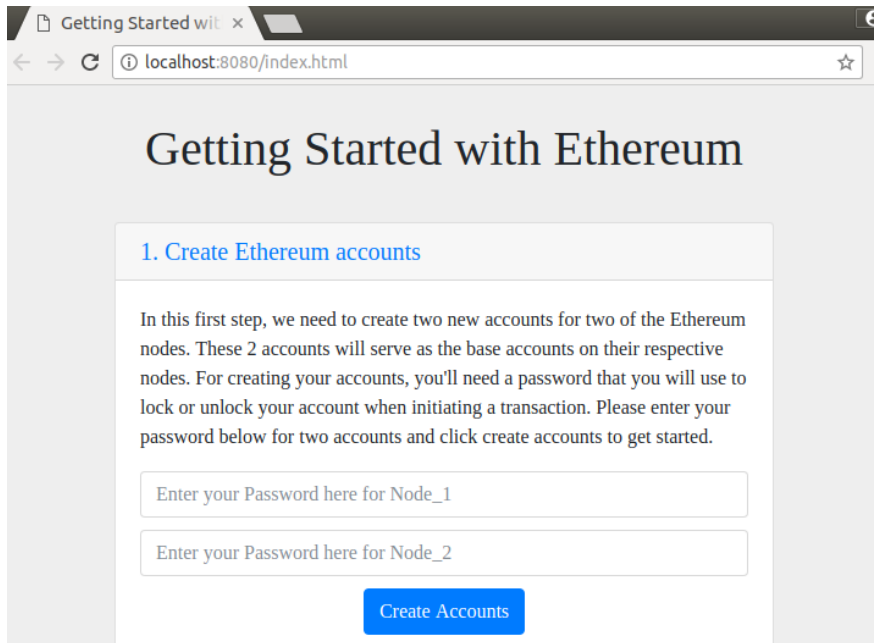 Getting Started wit
localhost:8080/index.html
Getting Started with Ethereum
1. Create Ethereum accounts
In this first step, we need to create two new accounts for two of the Ethereum
nodes. These 2 accounts will serve as the base accounts on their respective
nodes. For creating your accounts, you'll need a password that you will use to
lock or unlock your account when initiating a transaction. Please enter your
password below for two accounts and click create accounts to get started.
Enter your Password here for Node_1
Enter your Password here for Node_2
Create Accounts